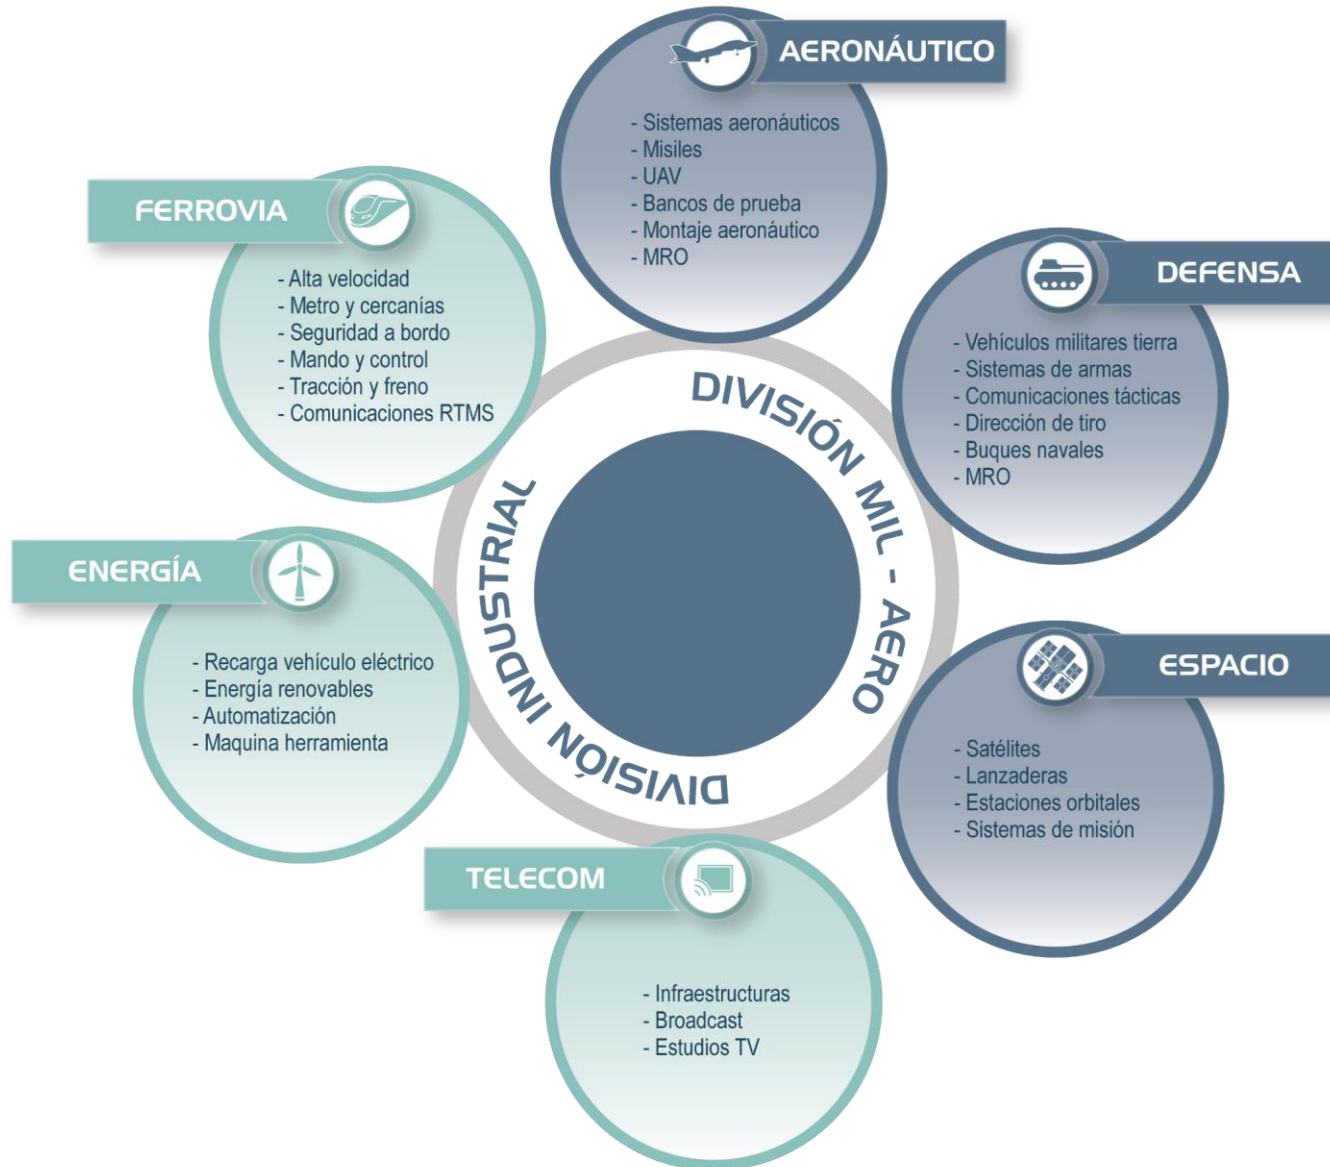 AERONÁUTICO
- Sistemas aeronáuticos
- Misiles
- UAV
- Bancos de prueba
- Montaje aeronáutico
- MRO
FERROVIA
- Alta velocidad
- Metro y cercanías
- Seguridad a bordo
- Mando y control
- Tracción y freno
- Comunicaciones RTMS
DEFENSA
- Vehículos militares tierra
- Sistemas de armas
- Comunicaciones tácticas
- Dirección de tiro
- Buques navales
- MRO
DIVISIÓN MIL - AERO
DIVISIÓN INDUSTRIAL
ENERGÍA
- Recarga vehículo eléctrico
- Energía renovables
- Automatización
- Maquina herramienta
ESPACIO
- Satélites
- Lanzaderas
- Estaciones orbitales
- Sistemas de misión
TELECOM
- Infraestructuras
- Broadcast
- Estudios TV